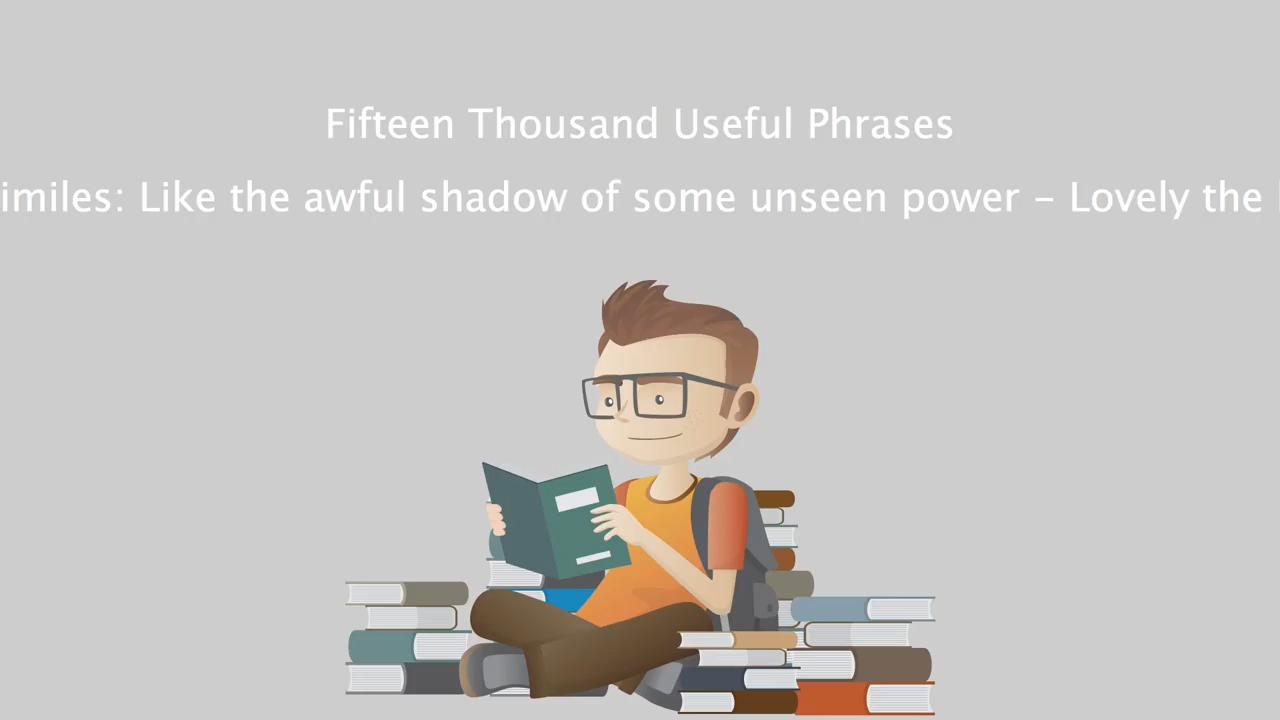 Fifteen Thousand Useful Phrases
imiles: Like the awful shadow of some unseen power – Lovely the